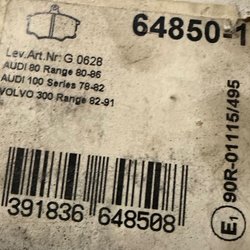 64850-1
Lev.Art.Nr: G 0628
AUDI 80 Range 80-86
AUDI 100 Series 78-82
VOLVO 300 Range 82-91
391836 648508
E1 90R-01115/495